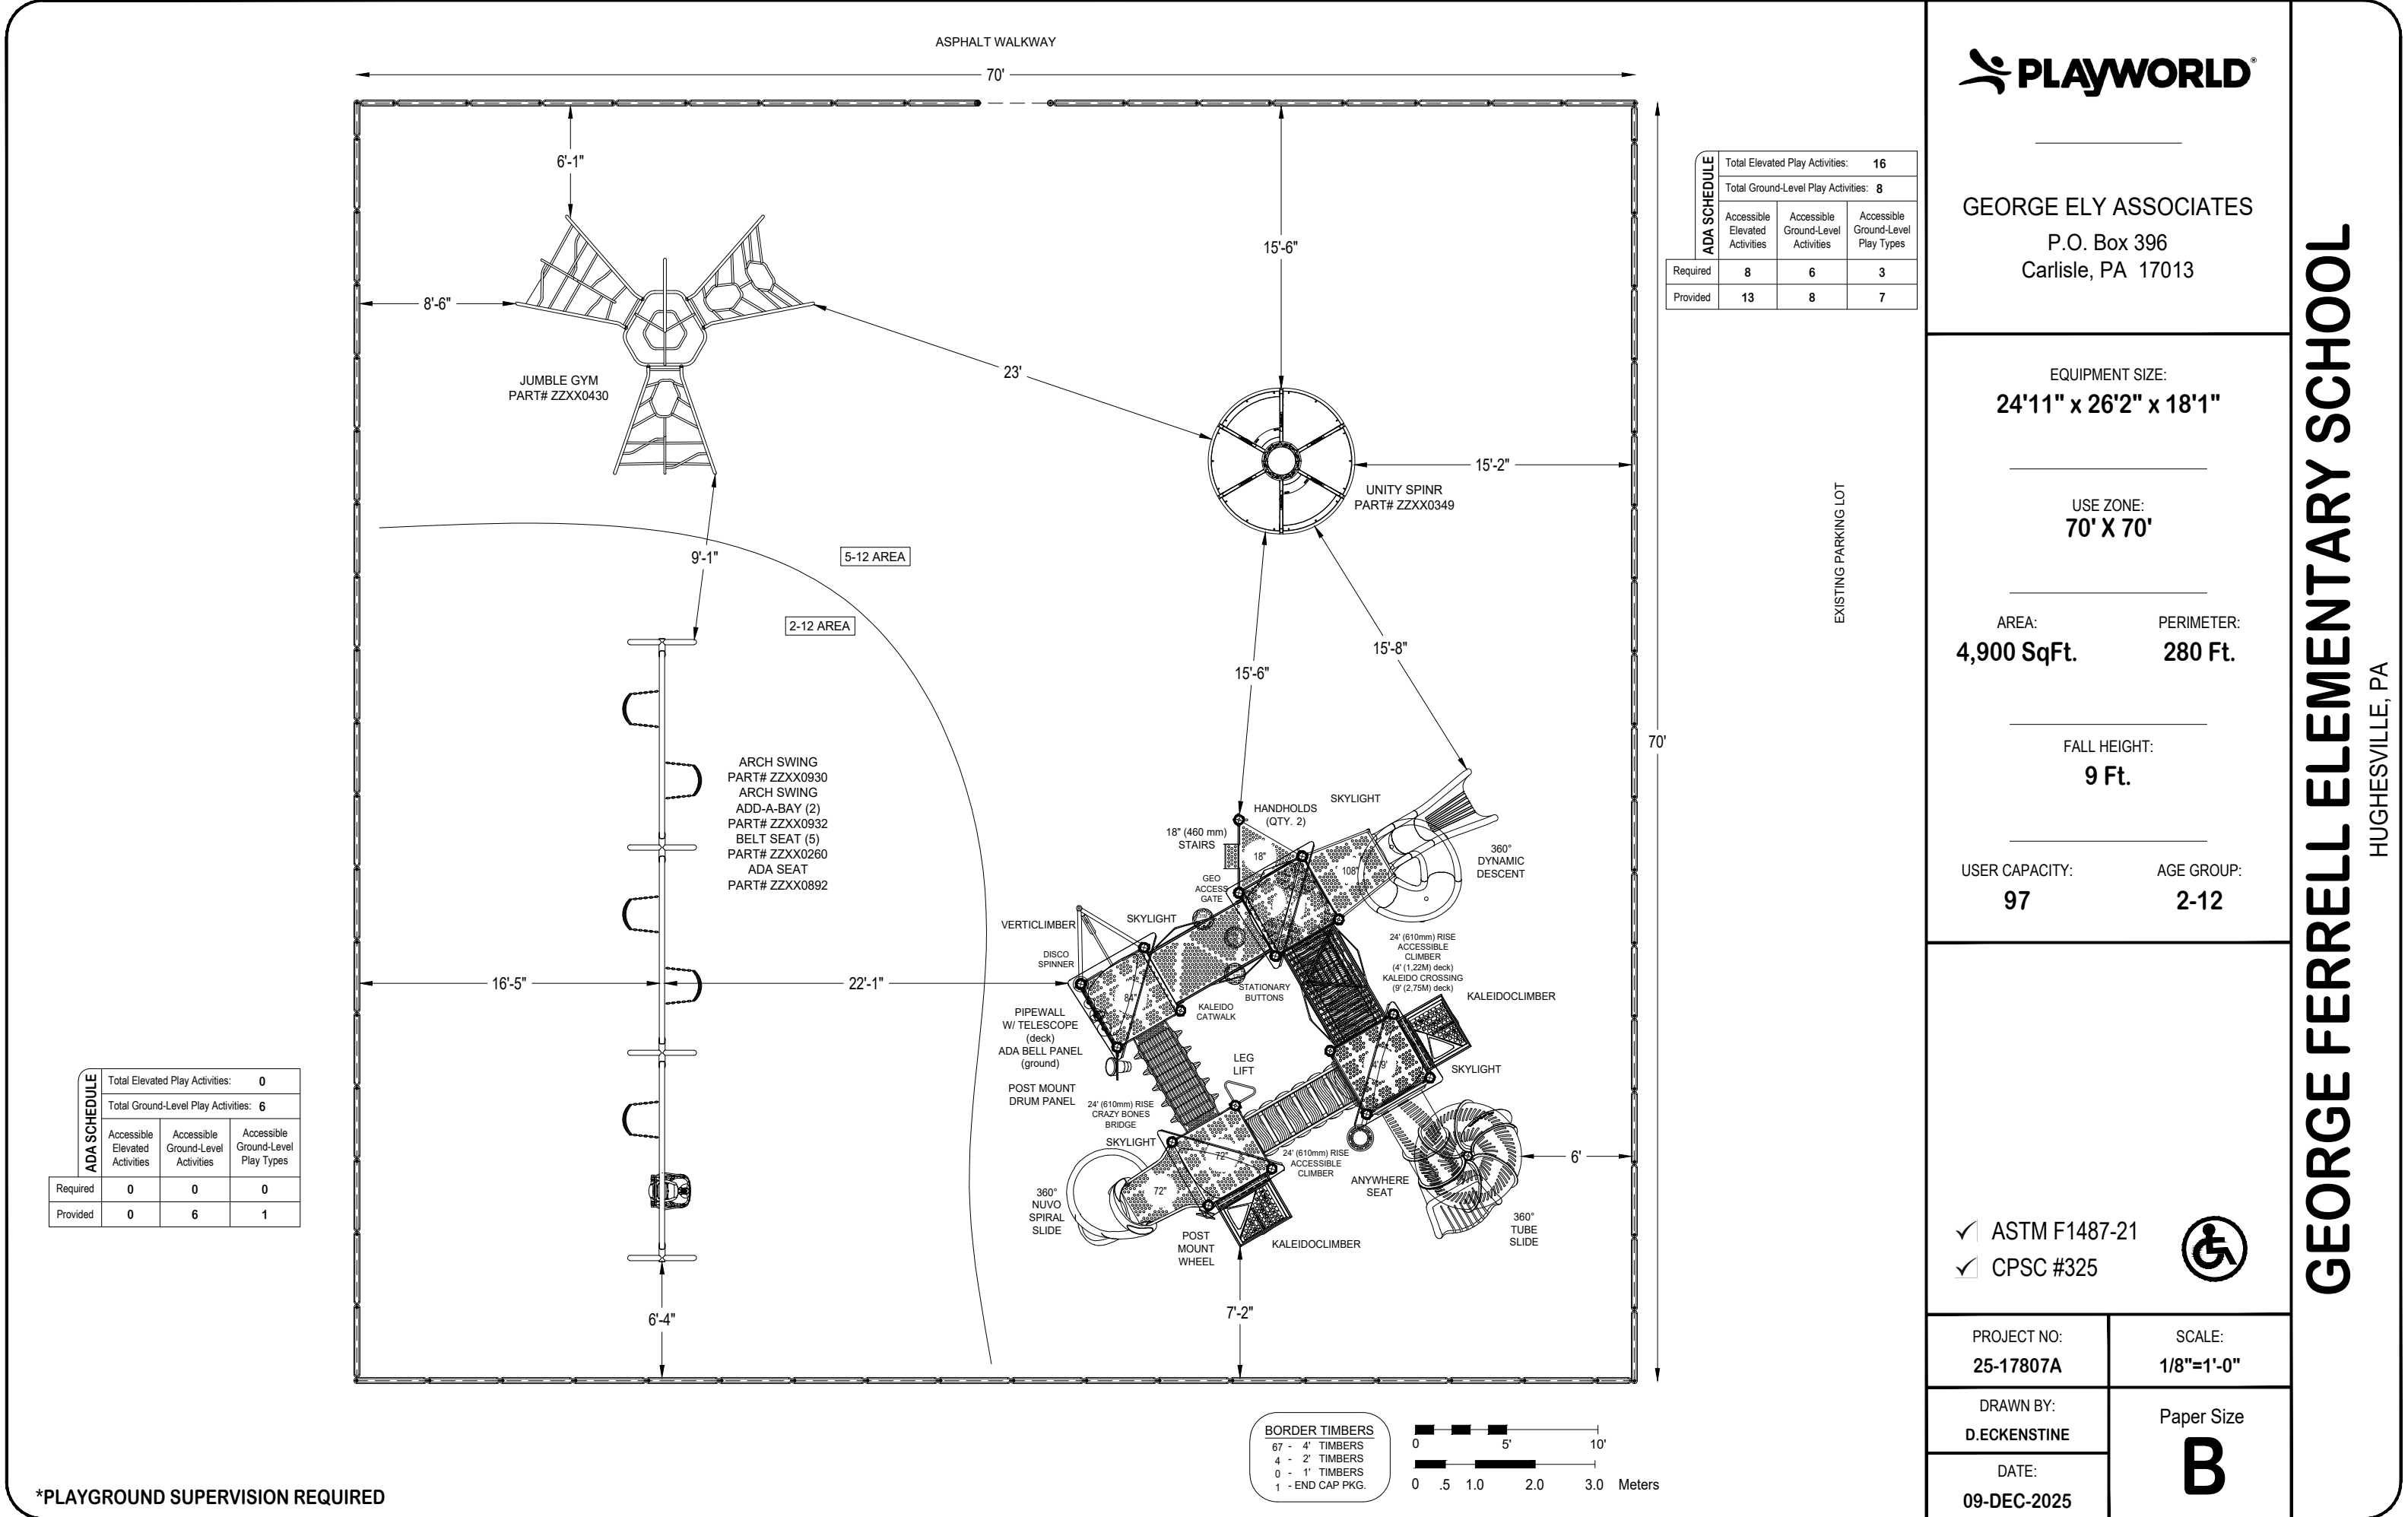 ASPHALT WALKWAY
70'
6'-1"
15'-6"
8'-6"
23'
JUMBLE GYM
PART# ZZXX0430
15'-2"
UNITY SPINR
PART# ZZXX0349
9'-1"
5-12 AREA
2-12 AREA
15'-6"
15'-8"
70'
EXISTING PARKING LOT
ARCH SWING
PART# ZZXX0930
ARCH SWING
ADD-A-BAY (2)
PART# ZZXX0932
BELT SEAT (5)
PART# ZZXX0260
ADA SEAT
PART# ZZXX0892
16'-5"
22'-1"
6'-4"
7'-2"
6'
HANDHOLDS
(QTY. 2)
SKYLIGHT
18" (460 mm)
STAIRS
18"
108"
GEO
ACCESS
GATE
360°
DYNAMIC
DESCENT
VERTICLIMBER
SKYLIGHT
DISCO
SPINNER
84"
STATIONARY
BUTTONS
KALEIDO
CATWALK
24' (610mm) RISE
ACCESSIBLE
CLIMBER
(4' (1,22M) deck)
KALEIDO CROSSING
(9' (2,75M) deck)
KALEIDOCLIMBER
PIPEWALL
W/ TELESCOPE
(deck)
ADA BELL PANEL
(ground)
POST MOUNT
DRUM PANEL
LEG
LIFT
4'9'
SKYLIGHT
24' (610mm) RISE
CRAZY BONES
BRIDGE
SKYLIGHT
72"
72"
24' (610mm) RISE
ACCESSIBLE
CLIMBER
ANYWHERE
SEAT
360°
NUVO
SPIRAL
SLIDE
POST
MOUNT
WHEEL
KALEIDOCLIMBER
360°
TUBE
SLIDE
ADA SCHEDULE
Total Elevated Play Activities: 16
Total Ground-Level Play Activities: 8
Accessible Elevated Activities
Accessible Ground-Level Activities
Accessible Ground-Level Play Types
Required 8 6 3
Provided 13 8 7
ADA SCHEDULE
Total Elevated Play Activities: 0
Total Ground-Level Play Activities: 6
Accessible Elevated Activities
Accessible Ground-Level Activities
Accessible Ground-Level Play Types
Required 0 0 0
Provided 0 6 1
BORDER TIMBERS
67 - 4' TIMBERS
4 - 2' TIMBERS
0 - 1' TIMBERS
1 - END CAP PKG.
0 5' 10'
0 .5 1.0 2.0 3.0 Meters
*PLAYGROUND SUPERVISION REQUIRED
PLAYWORLD®
GEORGE ELY ASSOCIATES
P.O. Box 396
Carlisle, PA 17013
EQUIPMENT SIZE:
24'11" x 26'2" x 18'1"
USE ZONE:
70' X 70'
AREA:
4,900 SqFt.
PERIMETER:
280 Ft.
FALL HEIGHT:
9 Ft.
USER CAPACITY:
97
AGE GROUP:
2-12
ASTM F1487-21
CPSC #325
PROJECT NO:
25-17807A
SCALE:
1/8"=1'-0"
DRAWN BY:
D.ECKENSTINE
Paper Size
B
DATE:
09-DEC-2025
GEORGE FERRELL ELEMENTARY SCHOOL
HUGHESVILLE, PA